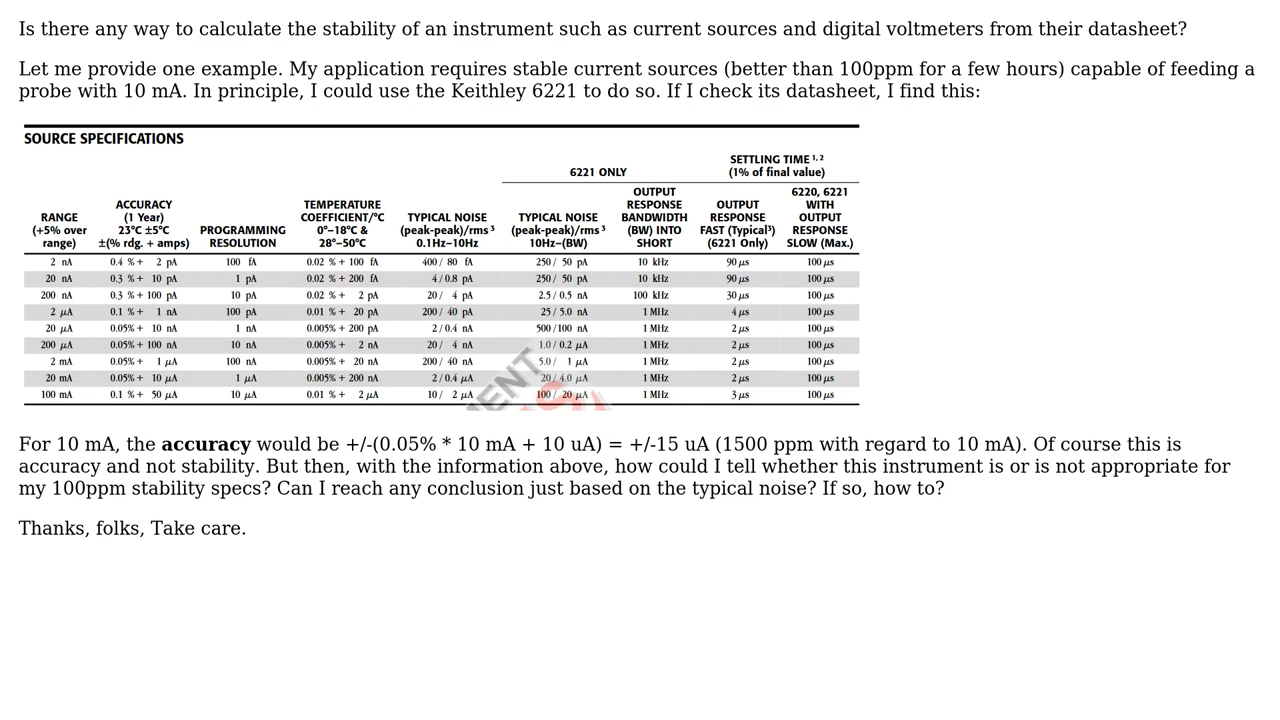 Is there any way to calculate the stability of an instrument such as current sources and digital voltmeters from their datasheet?
Let me provide one example. My application requires stable current sources (better than 100ppm for a few hours) capable of feeding a
probe with 10 mA. In principle, I could use the Keithley 6221 to do so. If I check its datasheet, I find this:
SOURCE SPECIFICATIONS
6221 ONLY SETTLING TIME 1, 2 (1% of final value)
RANGE (+5% over range) ACCURACY (1 Year) 23°C ±5°C ±(% rdg. + amps) PROGRAMMING RESOLUTION TEMPERATURE COEFFICIENT/°C 0°–18°C & 28°–50°C TYPICAL NOISE (peak-peak)/rms 3 0.1Hz–10Hz TYPICAL NOISE (peak-peak)/rms 3 10Hz–(BW) OUTPUT RESPONSE BANDWIDTH (BW) INTO SHORT OUTPUT RESPONSE FAST (Typical3) (6221 Only) 6220, 6221 WITH OUTPUT RESPONSE SLOW (Max.)
2 nA 0.4 % + 2 pA 100 fA 0.02 % + 100 fA 400 / 80 fA 250 / 50 pA 10 kHz 90 µs 100 µs
20 nA 0.3 % + 10 pA 1 pA 0.02 % + 200 fA 4 / 0.8 pA 250 / 50 pA 10 kHz 90 µs 100 µs
200 nA 0.3 % + 100 pA 10 pA 0.02 % + 2 pA 20 / 4 pA 2.5 / 0.5 nA 100 kHz 30 µs 100 µs
2 µA 0.1 % + 1 nA 100 pA 0.01 % + 20 pA 200 / 40 pA 25 / 5.0 nA 1 MHz 4 µs 100 µs
20 µA 0.05% + 10 nA 1 nA 0.005% + 200 pA 2 / 0.4 nA 500 /100 nA 1 MHz 2 µs 100 µs
200 µA 0.05% + 100 nA 10 nA 0.005% + 2 nA 20 / 4 nA 1.0 / 0.2 µA 1 MHz 2 µs 100 µs
2 mA 0.05% + 1 µA 100 nA 0.005% + 20 nA 200 / 40 nA 5.0 / 1 µA 1 MHz 2 µs 100 µs
20 mA 0.05% + 10 µA 1 µA 0.005% + 200 nA 2 / 0.4 µA 20 / 4.0 µA 1 MHz 2 µs 100 µs
100 mA 0.1 % + 50 µA 10 µA 0.01 % + 2 µA 10 / 2 µA 100 / 20 µA 1 MHz 3 µs 100 µs
For 10 mA, the accuracy would be +/-(0.05% * 10 mA + 10 uA) = +/-15 uA (1500 ppm with regard to 10 mA). Of course this is
accuracy and not stability. But then, with the information above, how could I tell whether this instrument is or is not appropriate for
my 100ppm stability specs? Can I reach any conclusion just based on the typical noise? If so, how to?
Thanks, folks, Take care.